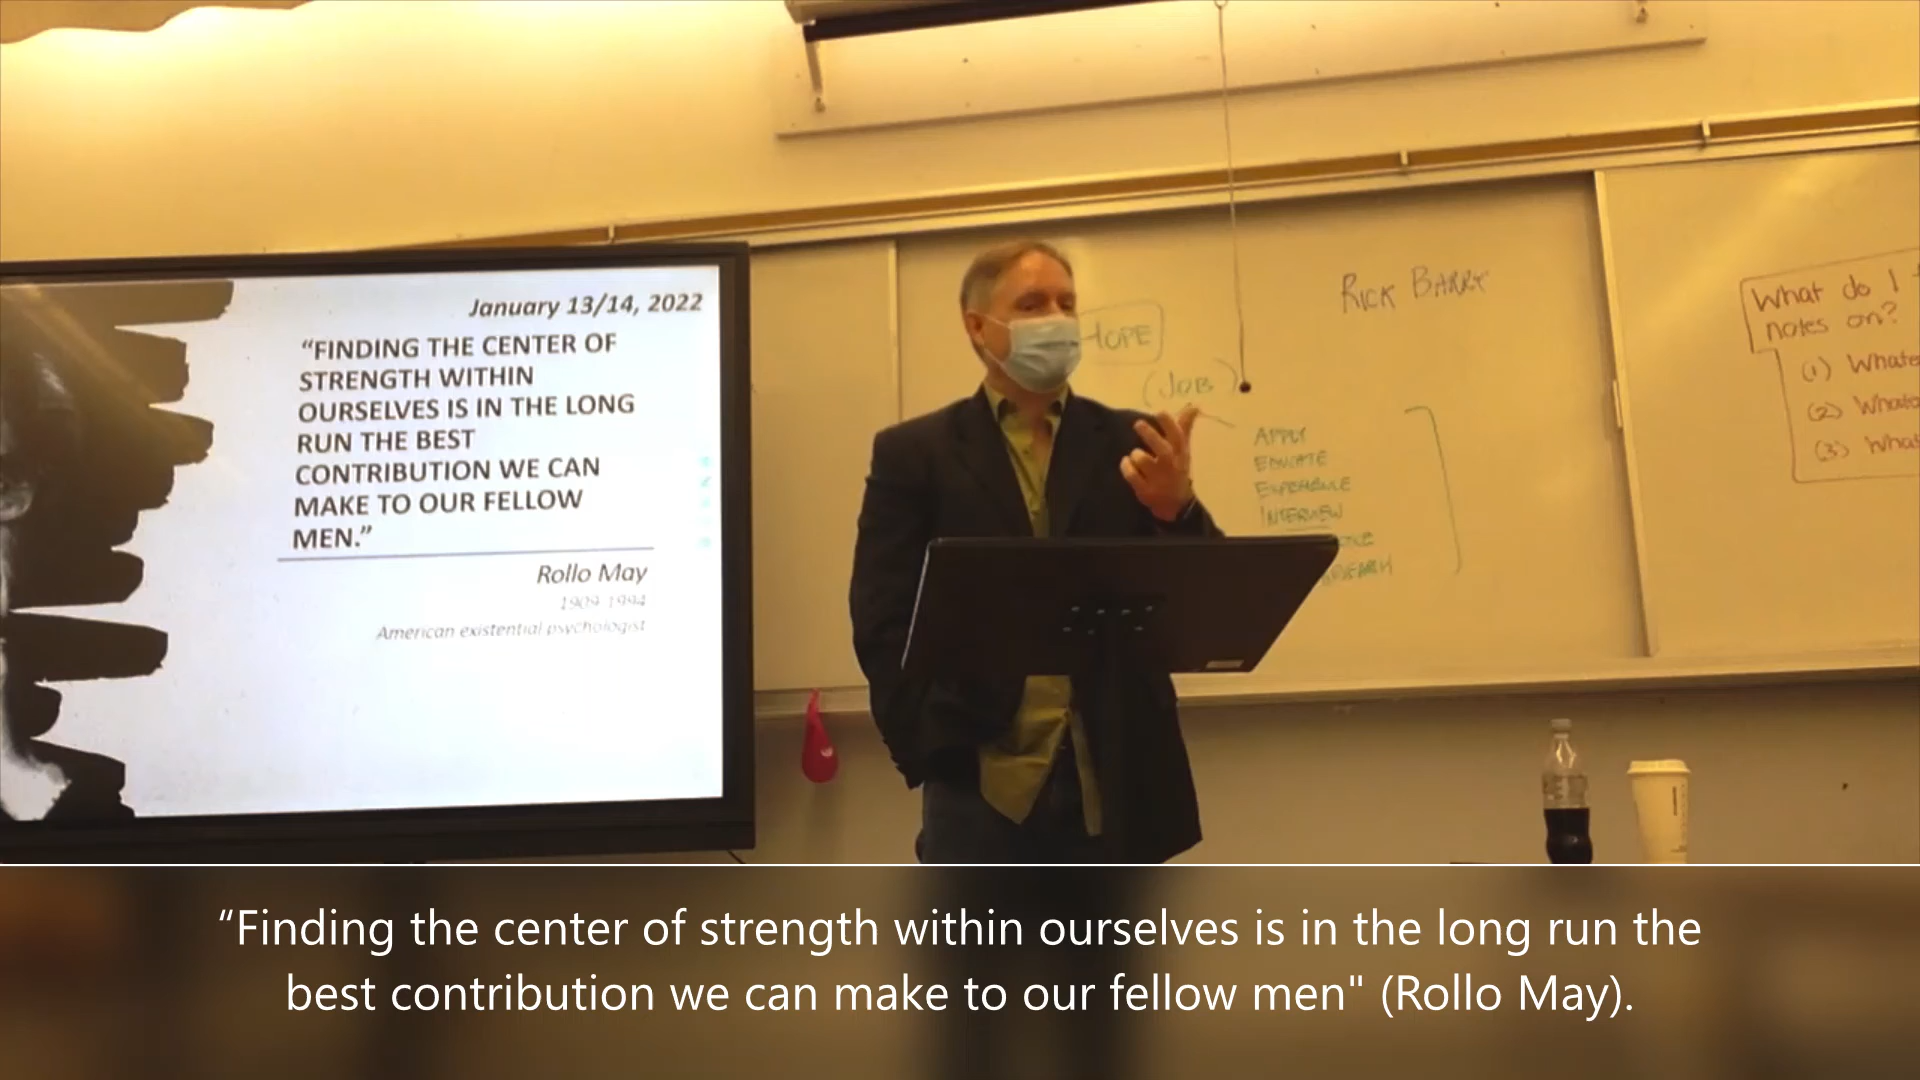 January 13/14, 2022
“FINDING THE CENTER OF
STRENGTH WITHIN
OURSELVES IS IN THE LONG
RUN THE BEST
CONTRIBUTION WE CAN
MAKE TO OUR FELLOW
MEN.”
Rollo May
1909-1994
American existential psychologist
HOPE
(JOB)
APPLY
EDUCATE
EXPERIENCE
INTERVIEW
RICK BARRY
What do I
notes on?
(1)
(2)
(3)
“Finding the center of strength within ourselves is in the long run the
best contribution we can make to our fellow men" (Rollo May).